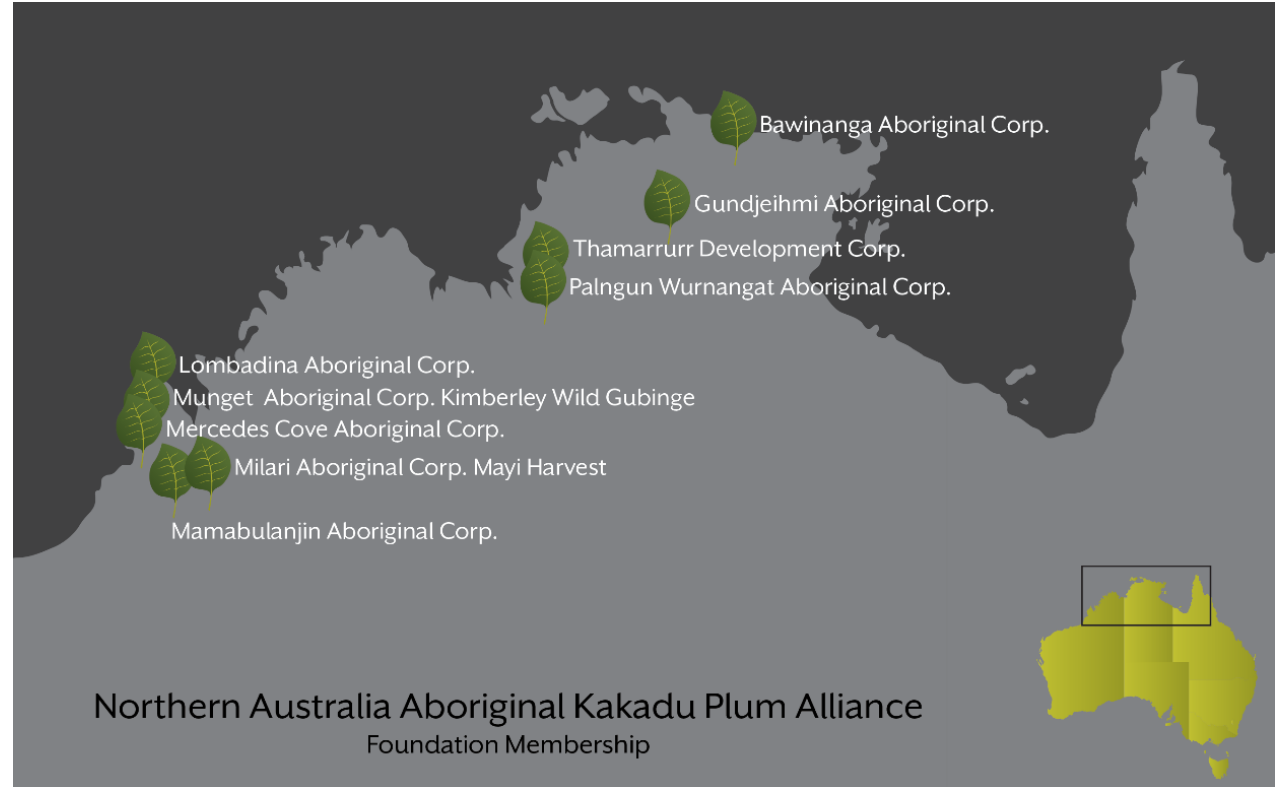 Bawinanga Aboriginal Corp.
Gundjeihmi Aboriginal Corp.
Thamarrurr Development Corp.
Palngun Wurnangat Aboriginal Corp.
Lombadina Aboriginal Corp.
Munget Aboriginal Corp. Kimberley Wild Gubinge
Mercedes Cove Aboriginal Corp.
Milari Aboriginal Corp. Mayi Harvest
Mamabulanjin Aboriginal Corp.
Northern Australia Aboriginal Kakadu Plum Alliance
Foundation Membership